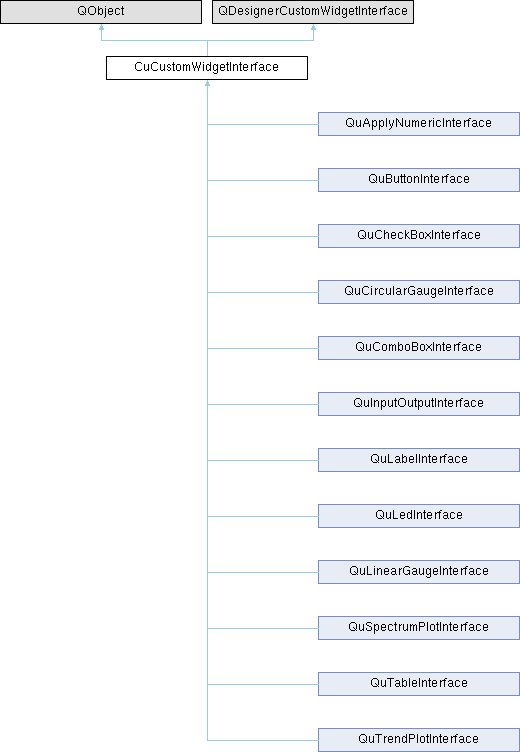 QObject
QDesignerCustomWidgetInterface
CuCustomWidgetInterface
QuApplyNumericInterface
QuButtonInterface
QuCheckBoxInterface
QuCircularGaugeInterface
QuComboBoxInterface
QuInputOutputInterface
QuLabelInterface
QuLedInterface
QuLinearGaugeInterface
QuSpectrumPlotInterface
QuTableInterface
QuTrendPlotInterface